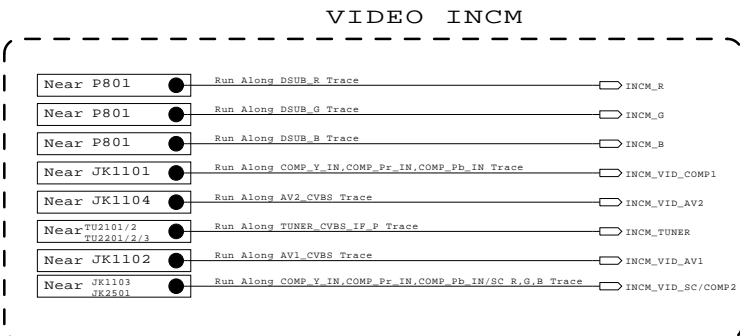 VIDEO INCM
Near P801 Run Along DSUB_R Trace INCM_R
Near P801 Run Along DSUB_G Trace INCM_G
Near P801 Run Along DSUB_B Trace INCM_B
Near JK1101 Run Along COMP_Y_IN,COMP_Pr_IN,COMP_Pb_IN Trace INCM_VID_COMP1
Near JK1104 Run Along AV2_CVBS Trace INCM_VID_AV2
Near TU2101/2 Run Along TUNER_CVBS_IF_P Trace INCM_TUNER
TU2201/2/3
Near JK1102 Run Along AV1_CVBS Trace INCM_VID_AV1
Near JK1103 Run Along COMP_Y_IN,COMP_Pr_IN,COMP_Pb_IN/SC R,G,B Trace INCM_VID_SC/COMP2
JK2501